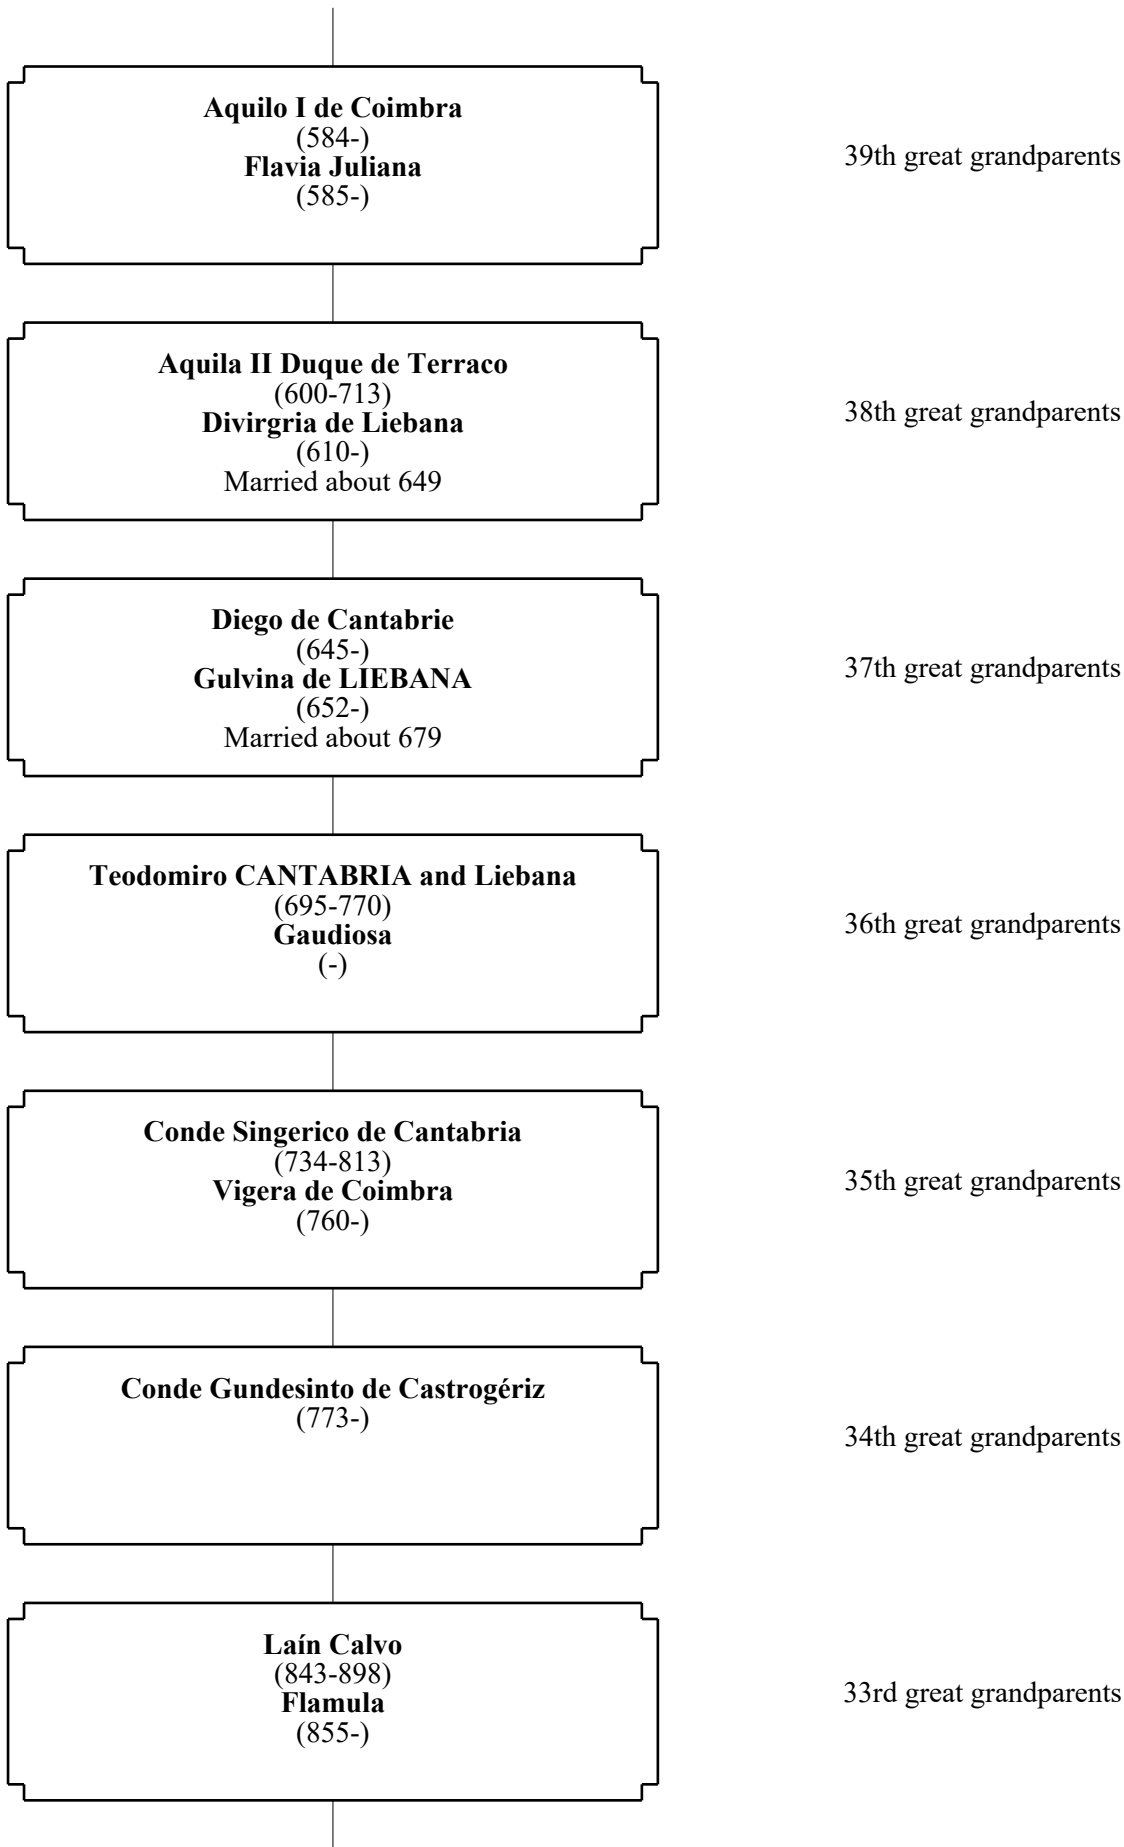 Aquilo I de Coimbra
(584-)
Flavia Juliana
(585-)
39th great grandparents
Aquila II Duque de Terraco
(600-713)
Divirgria de Liebana
(610-)
Married about 649
38th great grandparents
Diego de Cantabrie
(645-)
Gulvina de LIEBANA
(652-)
Married about 679
37th great grandparents
Teodomiro CANTABRIA and Liebana
(695-770)
Gaudiosa
(-)
36th great grandparents
Conde Singerico de Cantabria
(734-813)
Vigera de Coimbra
(760-)
35th great grandparents
Conde Gundesinto de Castrogériz
(773-)
34th great grandparents
Laín Calvo
(843-898)
Flamula
(855-)
33rd great grandparents